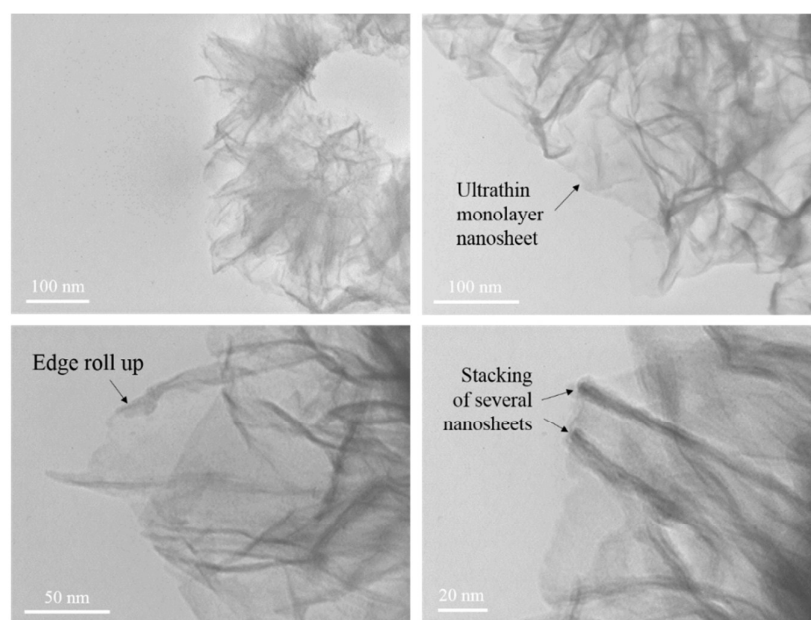 100 nm
Ultrathin
monolayer
nanosheet
100 nm
Edge roll up
50 nm
Stacking
of several
nanosheets
20 nm